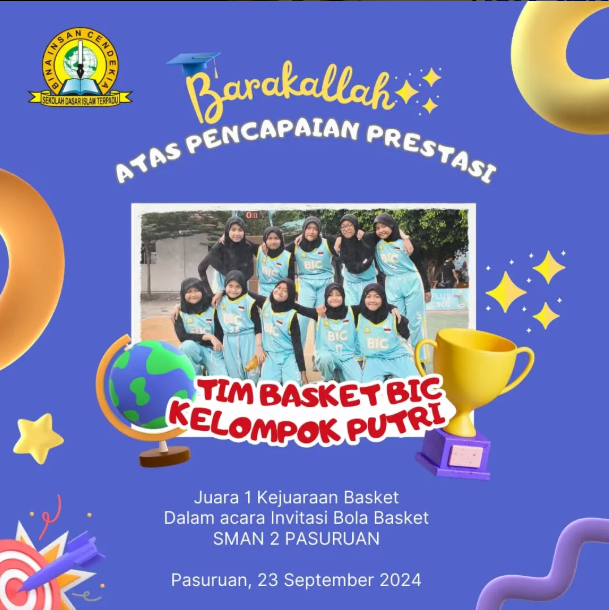 BINA INSAN CENDEKIA
SEKOLAH DASAR ISLAM TERPADU
Barakallah
ATAS PENCAPAIAN PRESTASI
BIC
BIC
BIC
BIC
BIC
TIM BASKET BIC
KELOMPOK PUTRI
Juara 1 Kejuaraan Basket
Dalam acara Invitasi Bola Basket
SMAN 2 PASURUAN
Pasuruan, 23 September 2024